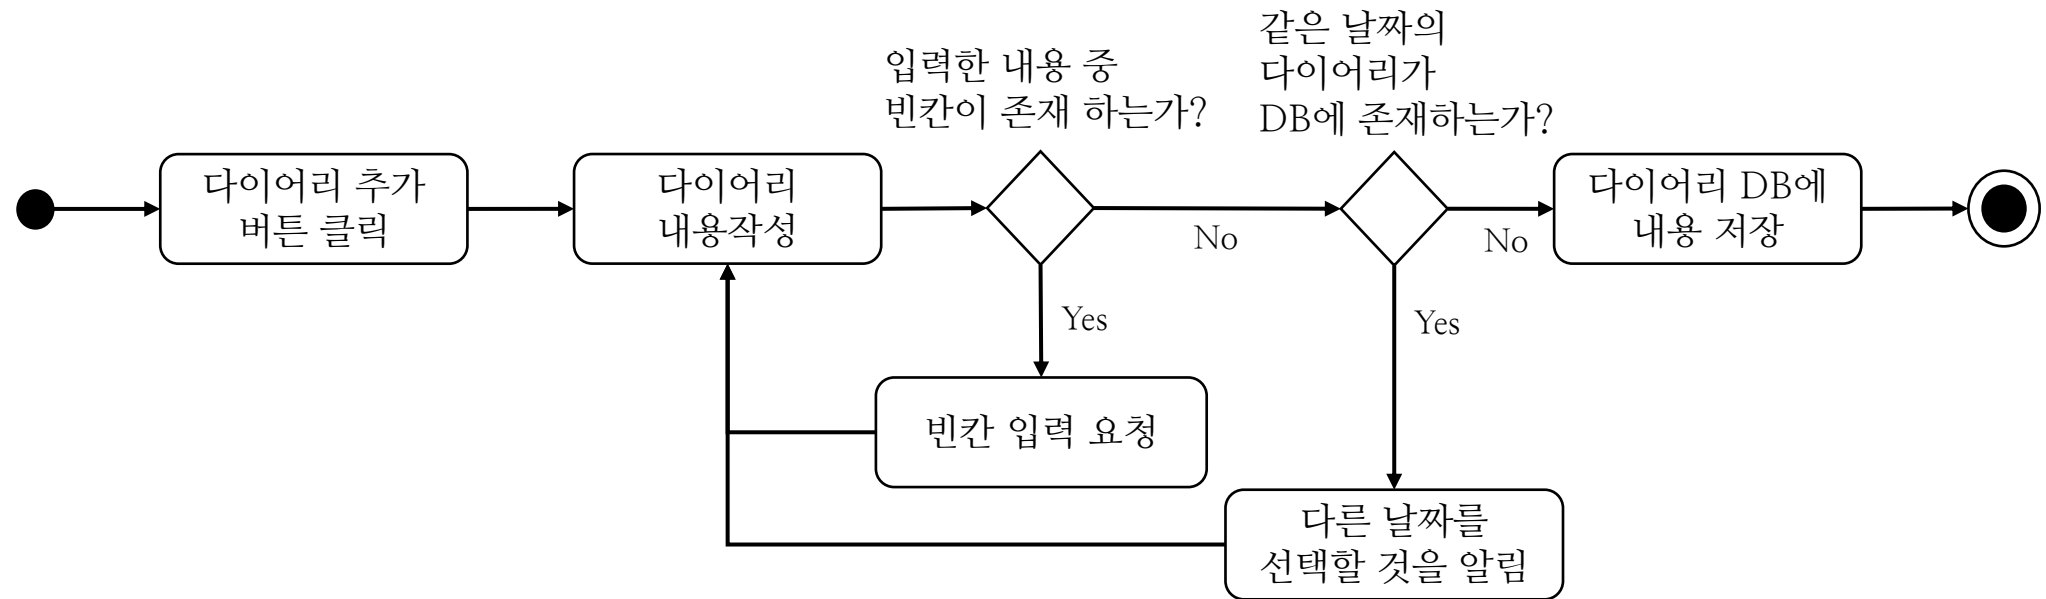 다이어리 추가
버튼 클릭
다이어리
내용작성
입력한 내용 중
빈칸이 존재 하는가?
같은 날짜의
다이어리가
DB에 존재하는가?
다이어리 DB에
내용 저장
No
No
Yes
Yes
빈칸 입력 요청
다른 날짜를
선택할 것을 알림